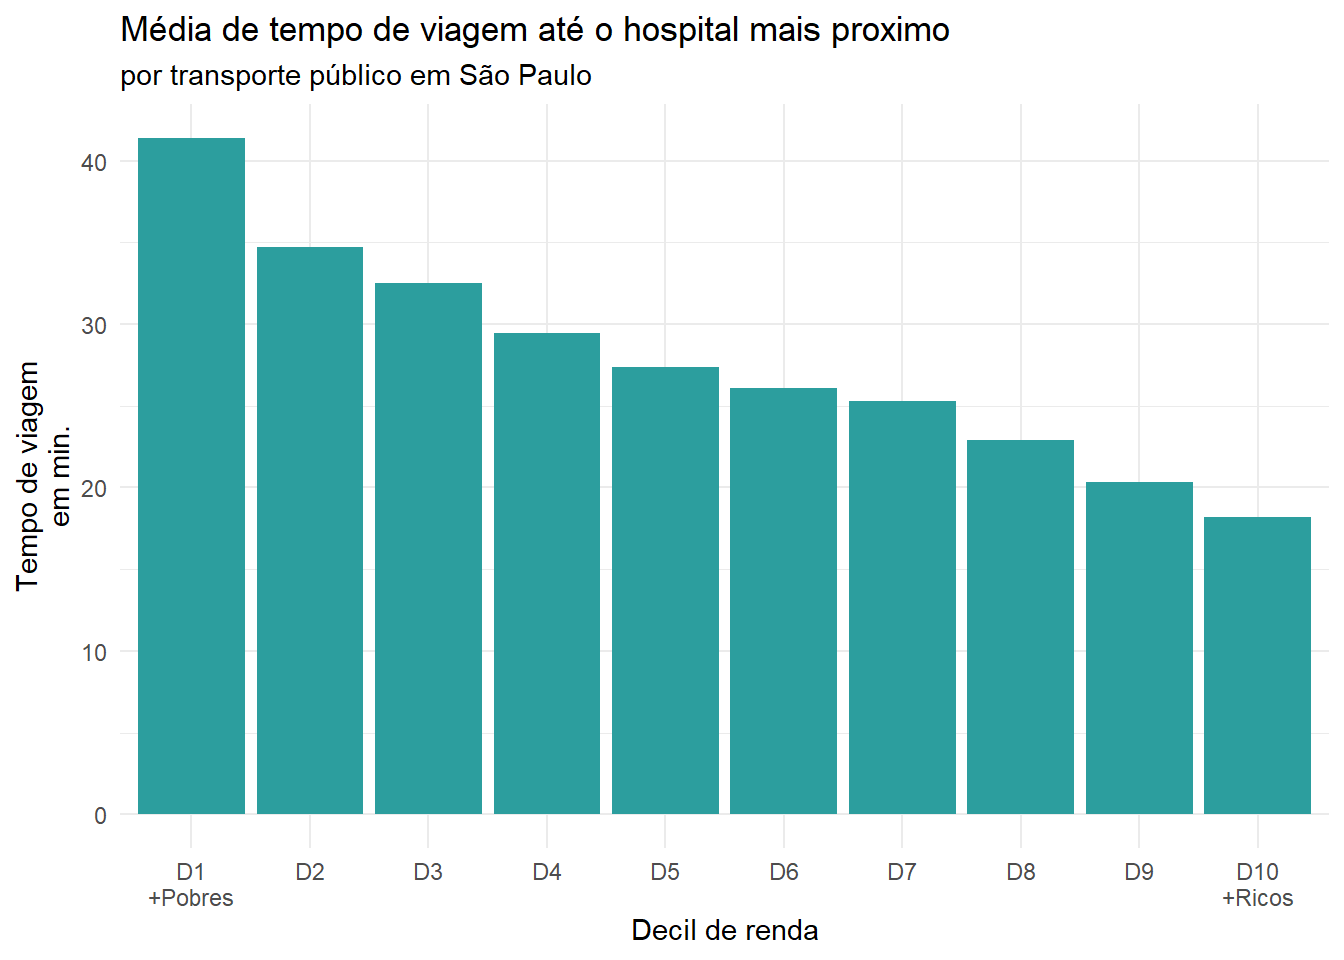 Média de tempo de viagem até o hospital mais proximo
por transporte público em São Paulo
Tempo de viagem
em min.
40
30
20
10
0
D1 D2 D3 D4 D5 D6 D7 D8 D9 D10
+Pobres +Ricos
Decil de renda